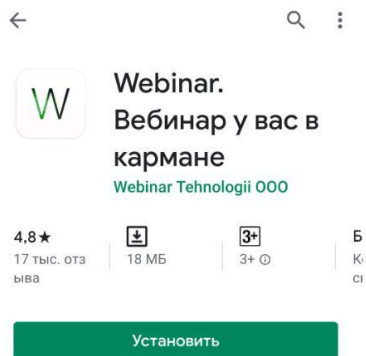 W
Webinar.
Вебинар у вас в
кармане
Webinar Tehnologii OOO
4,8★
17 тыс. отз
ыва
18 МБ
3+
3+
Б
Установить